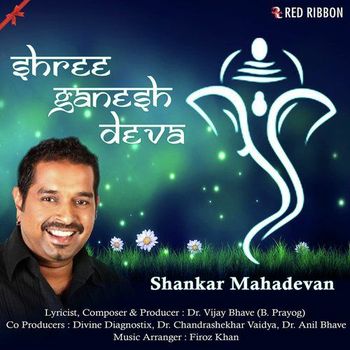 RED RIBBON
SHREE
GANESH
DEVA
Shankar Mahadevan
Lyricist, Composer & Producer : Dr. Vijay Bhave (B. Prayog)
Co Producers : Divine Diagnostix, Dr. Chandrashekhar Vaidya, Dr. Anil Bhave
Music Arranger : Firoz Khan